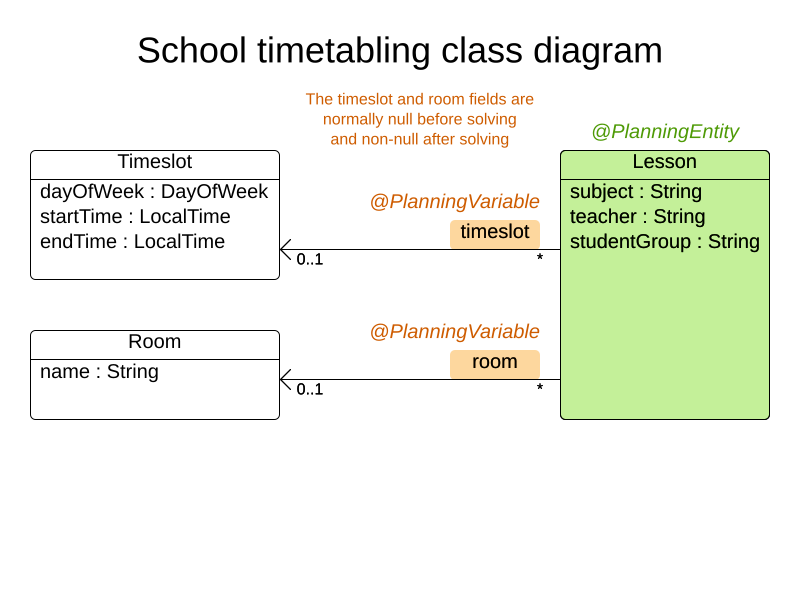 School timetabling class diagram
The timeslot and room fields are
normally null before solving
and non-null after solving
@PlanningEntity
Timeslot
dayOfWeek : DayOfWeek
startTime : LocalTime
endTime : LocalTime
@PlanningVariable
timeslot
0..1
*
Lesson
subject : String
teacher : String
studentGroup : String
Room
name : String
@PlanningVariable
room
0..1
*